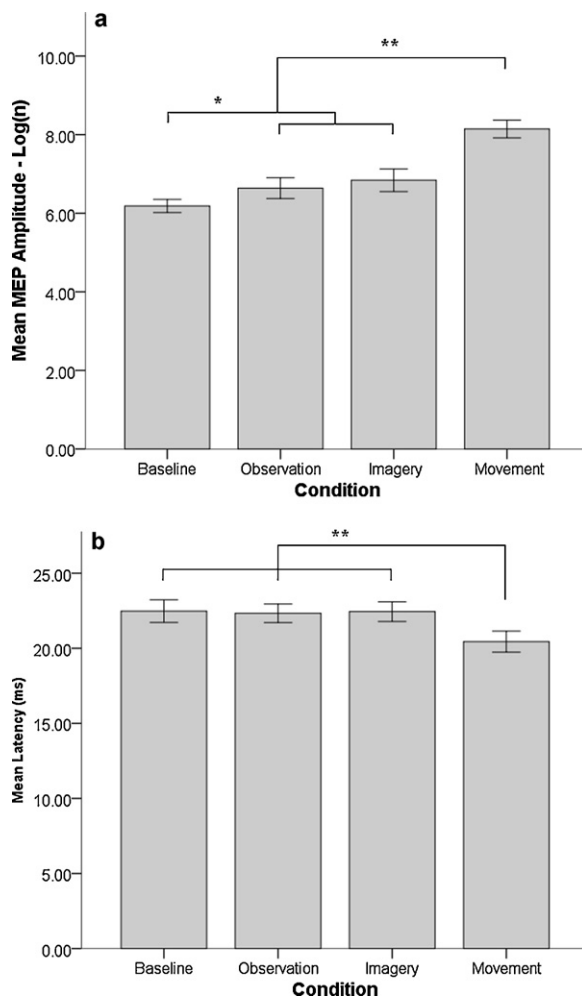 a
**
*
10.00
8.00
6.00
4.00
2.00
0.00
Mean MEP Amplitude - Log(n)
Baseline Observation Imagery Movement
Condition
b
**
25.00
20.00
15.00
10.00
5.00
0.00
Mean Latency (ms)
Baseline Observation Imagery Movement
Condition